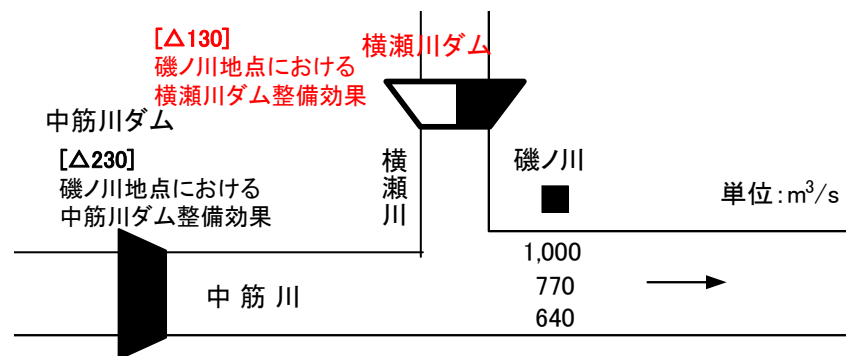 [△130]
磯ノ川地点における
横瀬川ダム整備効果
横瀬川ダム
中筋川ダム
[△230]
磯ノ川地点における
中筋川ダム整備効果
横瀬川
磯ノ川
単位:m³/s
中筋川
1,000
770
640